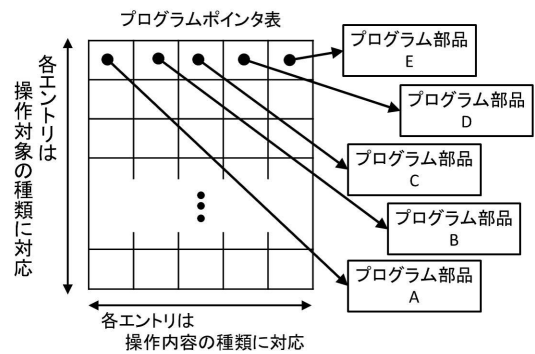 プログラムポインタ表
各エントリは
操作対象の種類に対応
プログラム部品
E
プログラム部品
D
プログラム部品
C
プログラム部品
B
プログラム部品
A
各エントリは
操作内容の種類に対応